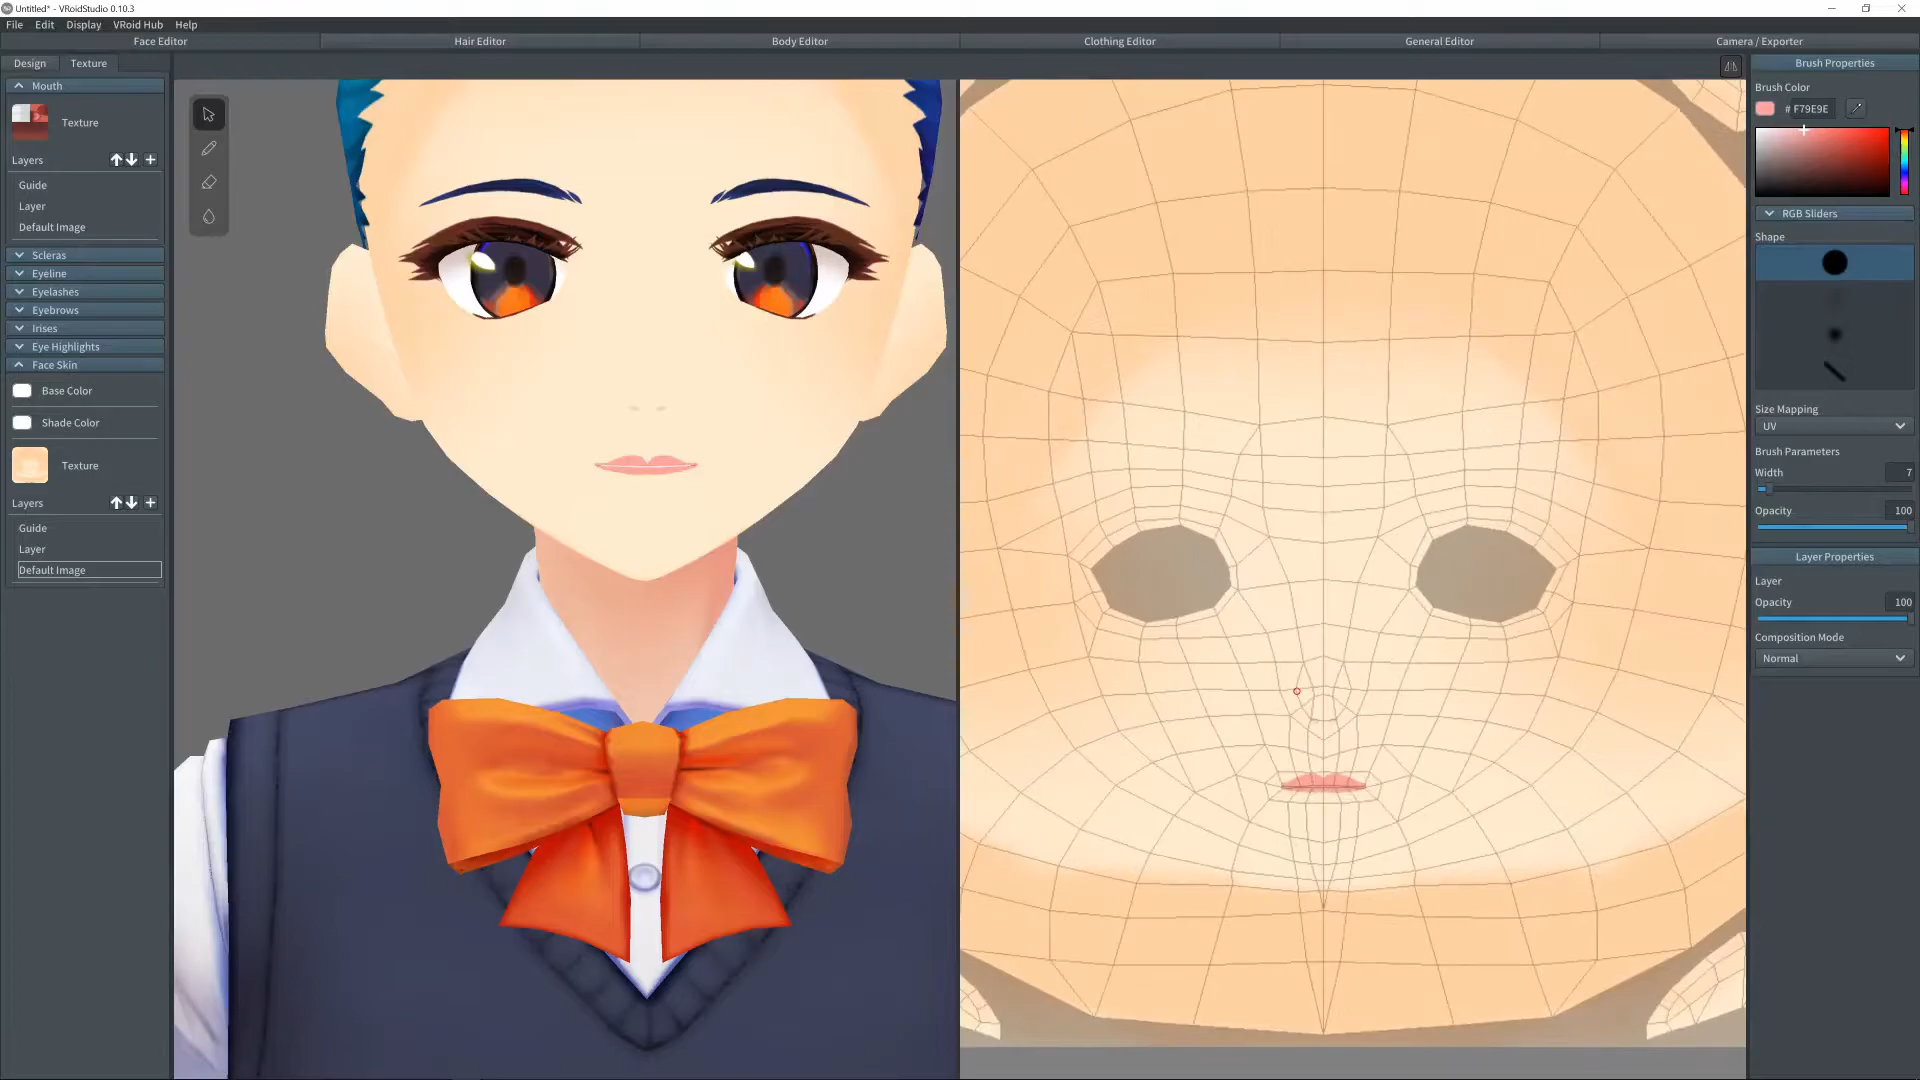 Untitled* - VRoidStudio 0.10.3
File Edit Display VRoid Hub Help
Face Editor Hair Editor Body Editor Clothing Editor General Editor Camera / Exporter
Design Texture
Mouth
Texture
Layers
Guide
Layer
Default Image
Scleras
Eyeline
Eyelashes
Eyebrows
Irises
Eye Highlights
Face Skin
Base Color
Shade Color
Texture
Layers
Guide
Layer
Default Image
Brush Properties
Brush Color
# F79E9E
RGB Sliders
Shape
Size Mapping
UV
Brush Parameters
Width 7
Opacity 100
Layer Properties
Layer
Opacity 100
Composition Mode
Normal